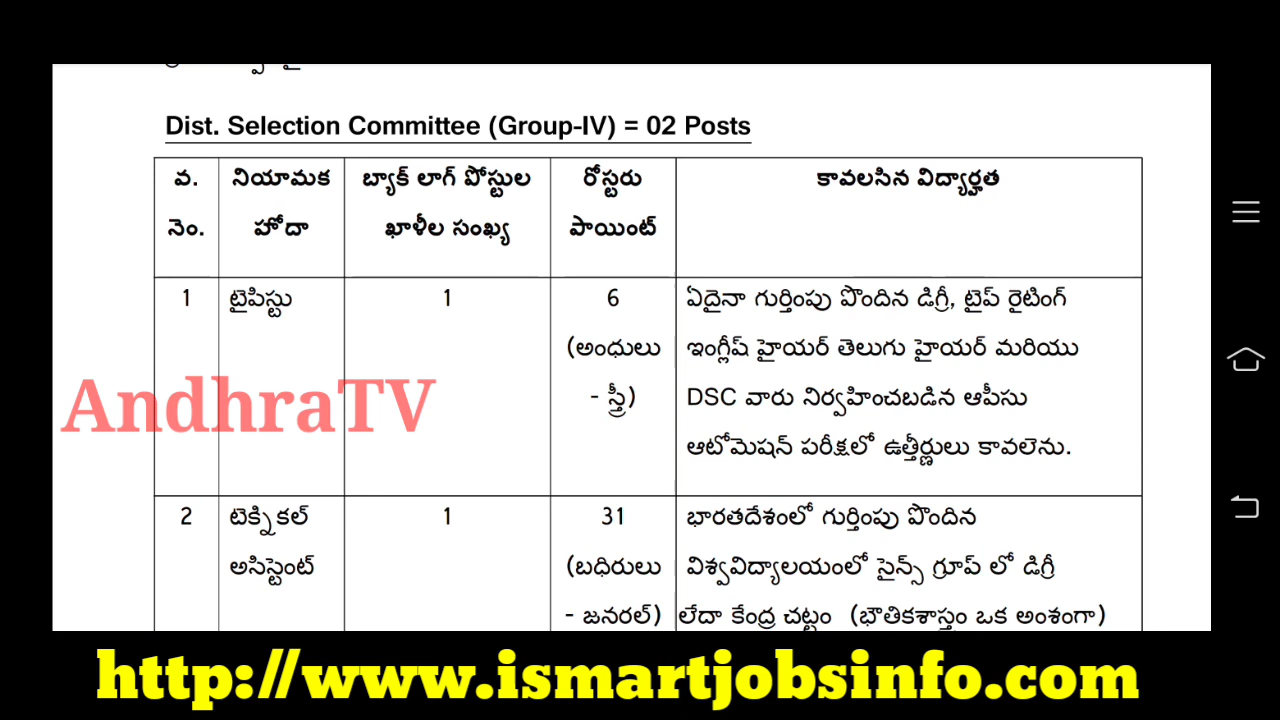 Dist. Selection Committee (Group-IV) = 02 Posts
వ. నెం.
నియామక హోదా
బ్యాక్ లాగ్ పోస్టుల ఖాళీల సంఖ్య
రోస్టరు పాయింట్
కావలసిన విద్యార్హత
1
టైపిస్టు
1
6
(అంధులు
- స్త్రీ)
ఏదైనా గుర్తింపు పొందిన డిగ్రీ, టైప్ రైటింగ్
ఇంగ్లీష్ హైయర్ తెలుగు హైయర్ మరియు
DSC వారు నిర్వహించబడిన ఆపీసు
ఆటోమెషన్ పరీక్షలో ఉత్తీర్ణులు కావలెను.
2
టెక్నికల్
అసిస్టెంట్
1
31
(బధిరులు
- జనరల్)
భారతదేశంలో గుర్తింపు పొందిన
విశ్వవిద్యాలయంలో సైన్స్ గ్రూప్ లో డిగ్రీ
లేదా కేంద్ర చట్టం (భౌతికశాస్త్రం ఒక అంశంగా)
AndhraTV
http://www.ismartjobsinfo.com